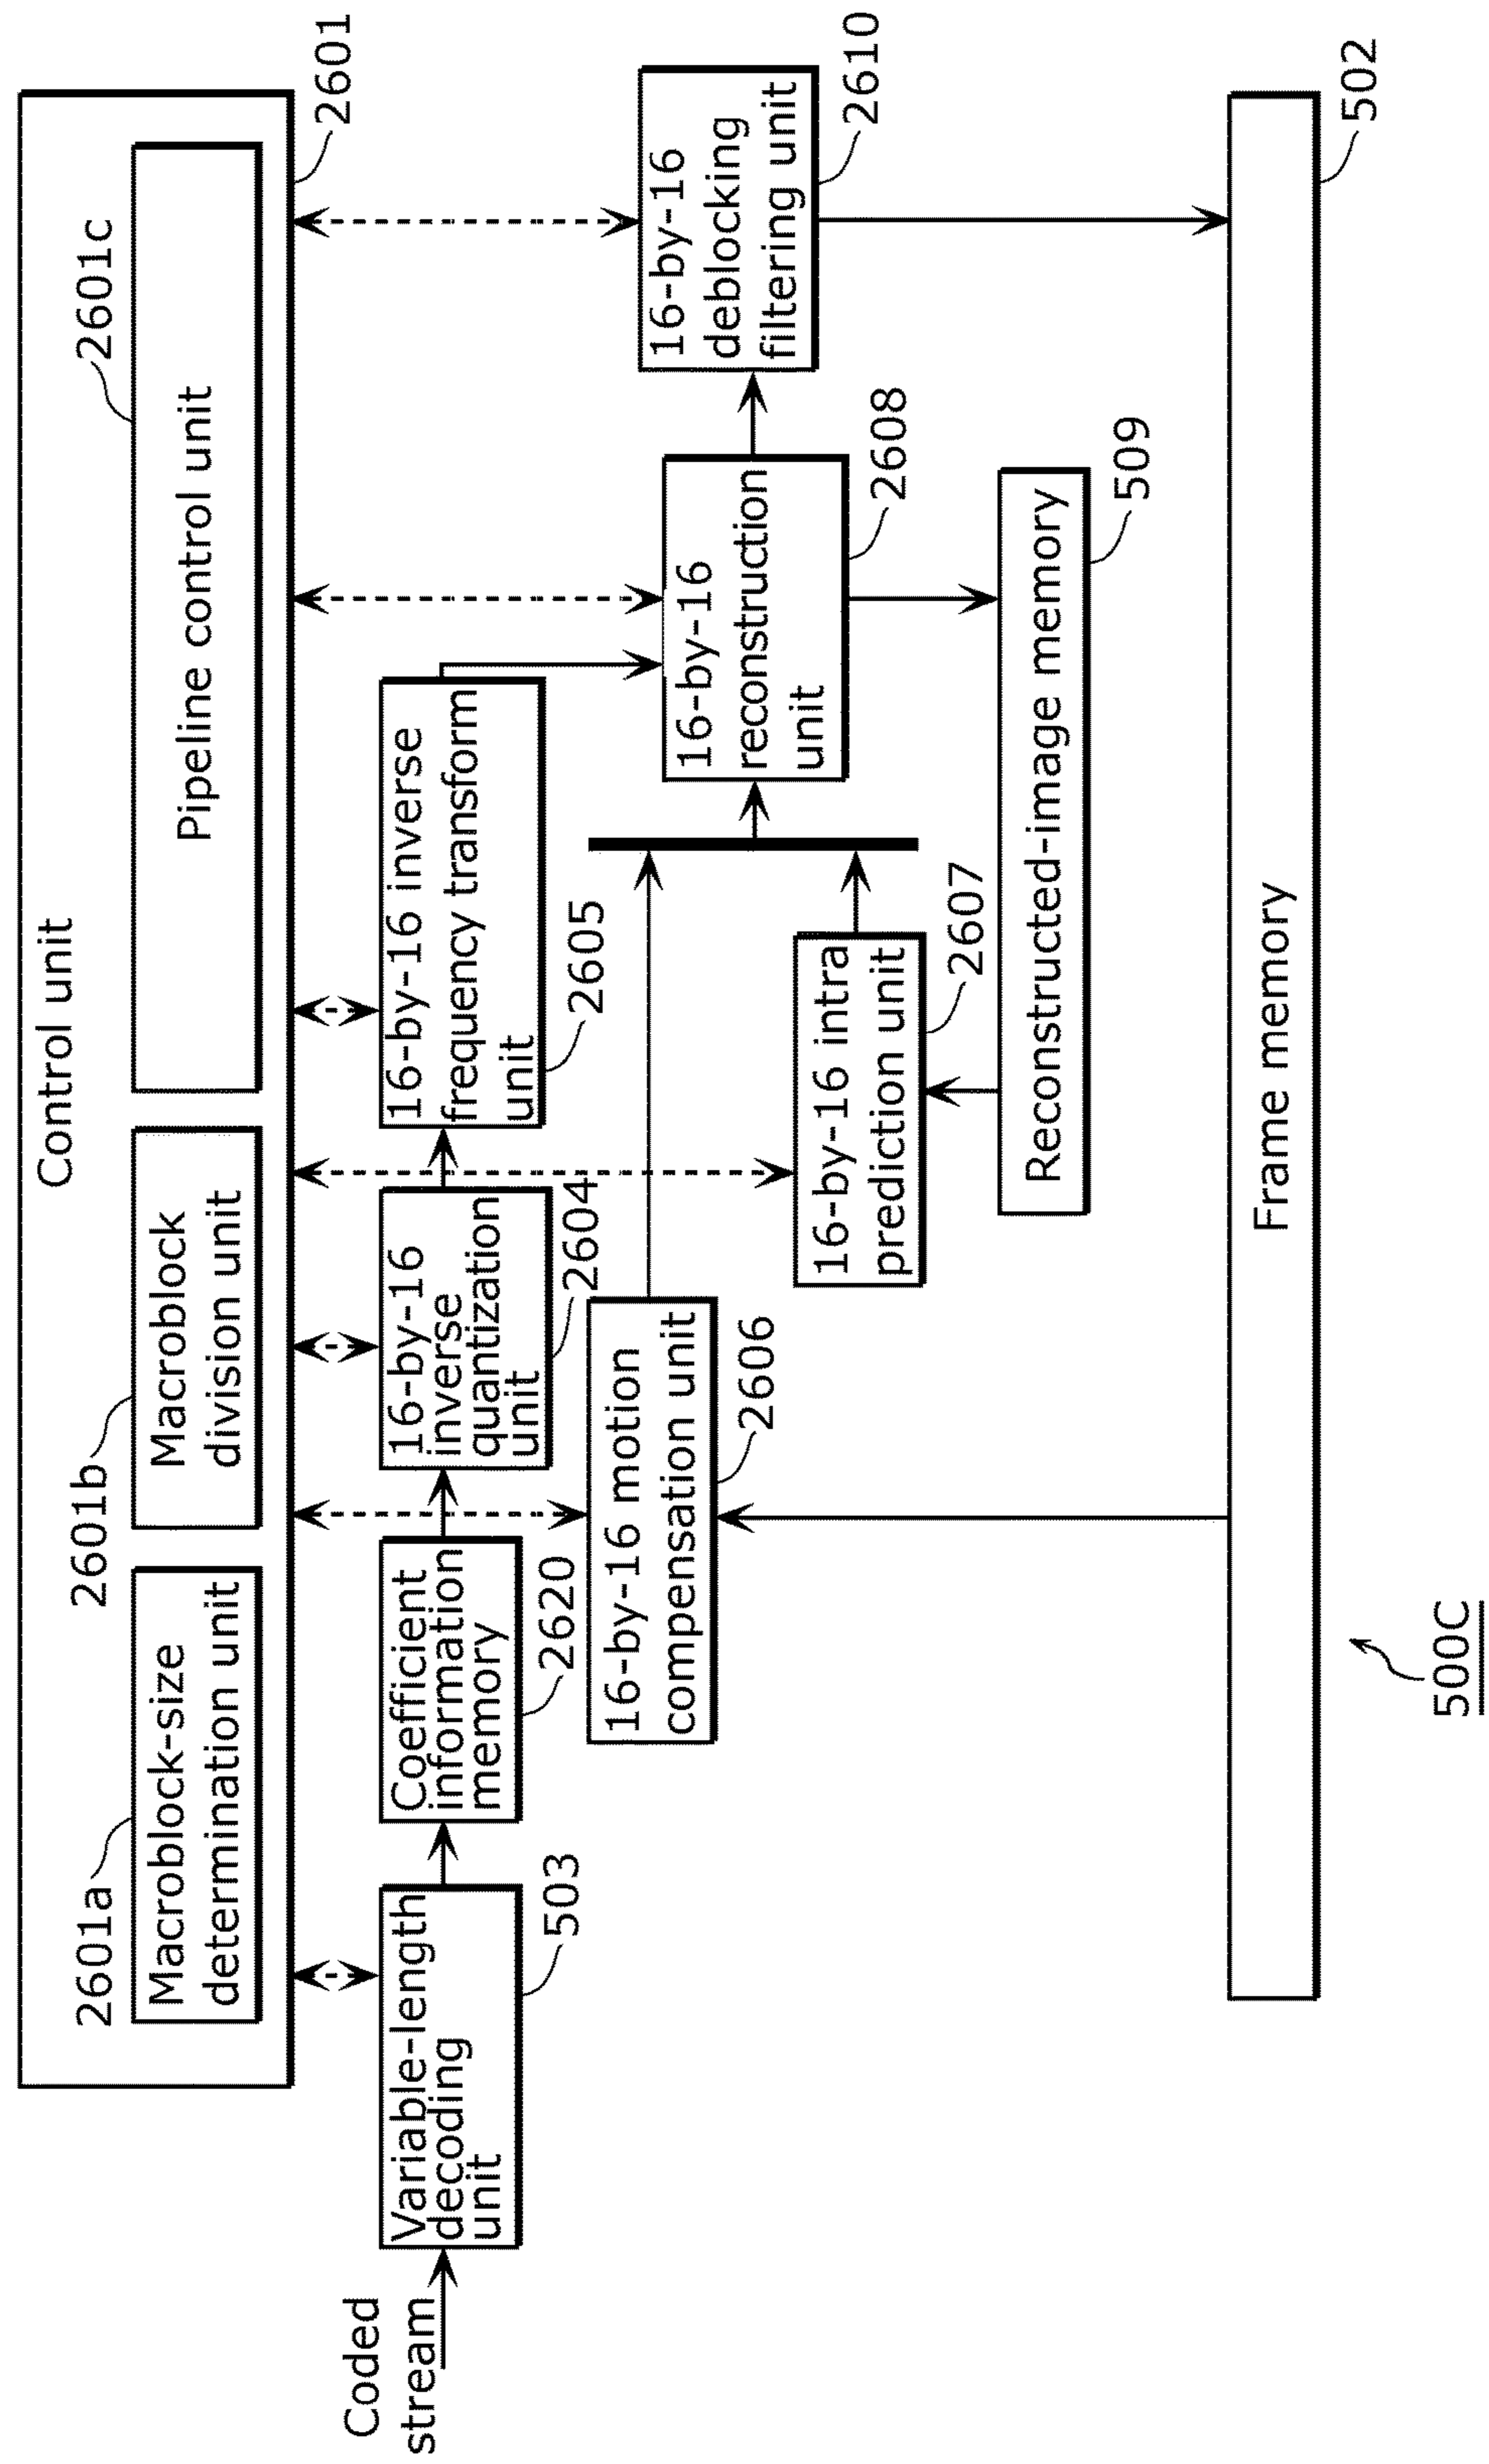 Control unit
2601
2601a
Macroblock-size
determination unit
2601b
Macroblock
division unit
2601c
Pipeline control unit
Coded
stream
Variable-length
decoding
unit
503
Coefficient
information
memory
2620
16-by-16
inverse
quantization
unit
2604
16-by-16 inverse
frequency transform
unit
2605
16-by-16 motion
compensation unit
2606
16-by-16 intra
prediction unit
2607
16-by-16
reconstruction
unit
2608
16-by-16
deblocking
filtering unit
2610
Reconstructed-image memory
509
Frame memory
502
500C